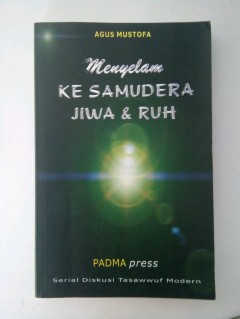 AGUS MUSTOFA
Menyelam
KE SAMUDERA
JIWA & RUH
PADMA press
Serial Diskusi Tasawwuf Modern